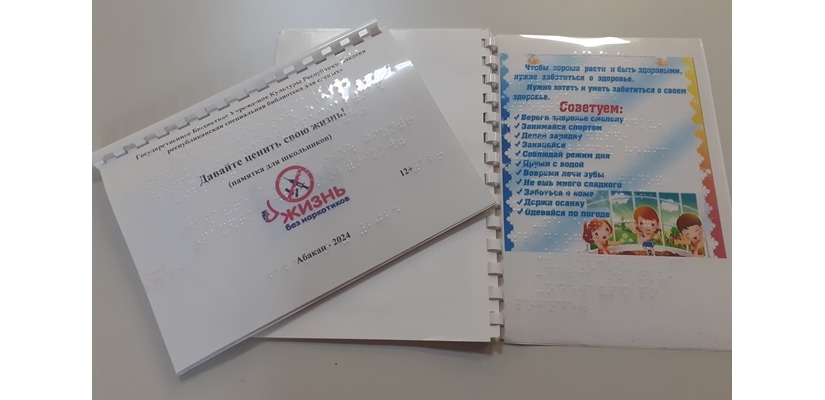 Государственное Бюджетное Учреждение Культуры Республики Хакасия
республиканская специальная библиотека для слепых»
Давайте ценить свою жизнь!
(памятка для школьников)
12+
ЖИЗНЬ
без наркотиков
Абакан - 2024
Чтобы хорошо расти и быть здоровыми,
нужно заботиться о здоровье.
Нужно хотеть и уметь заботиться о своем
здоровье.
Советуем:
Береги здоровье смолоду
Занимайся спортом
Делай зарядку
Закаляйся
Соблюдай режим дня
Дружи с водой
Вовремя лечи зубы
Не ешь много сладкого
Заботься о коже
Держи осанку
Одевайся по погоде